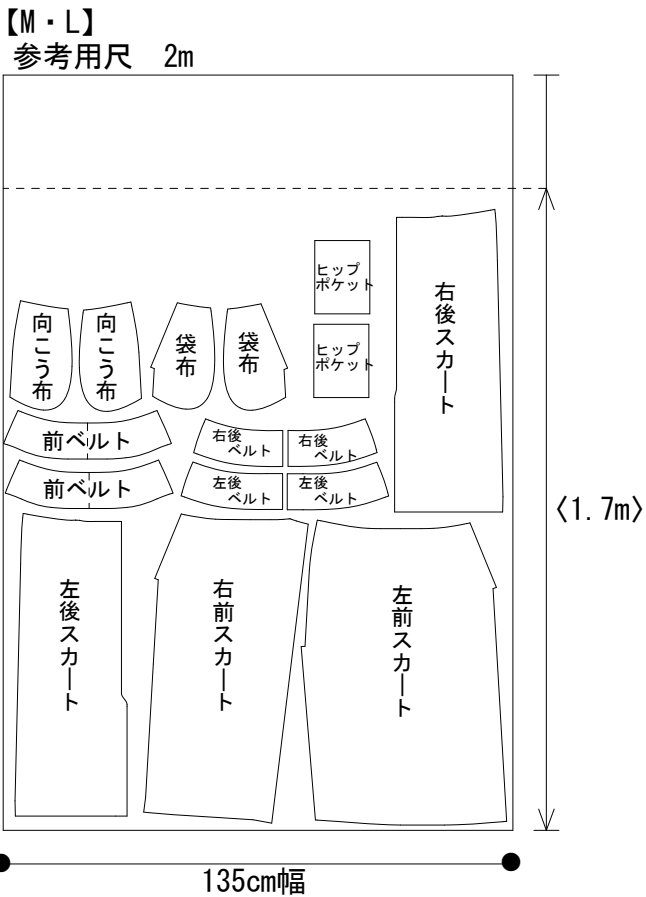 【M・L】
参考用尺　2m
ヒップ
ポケット
右後スカート
向こう布
向こう布
袋布
袋布
ヒップ
ポケット
前ベルト
右後
ベルト
右後
ベルト
前ベルト
左後
ベルト
左後
ベルト
〈1.7m〉
左後スカート
右前スカート
左前スカート
135cm幅